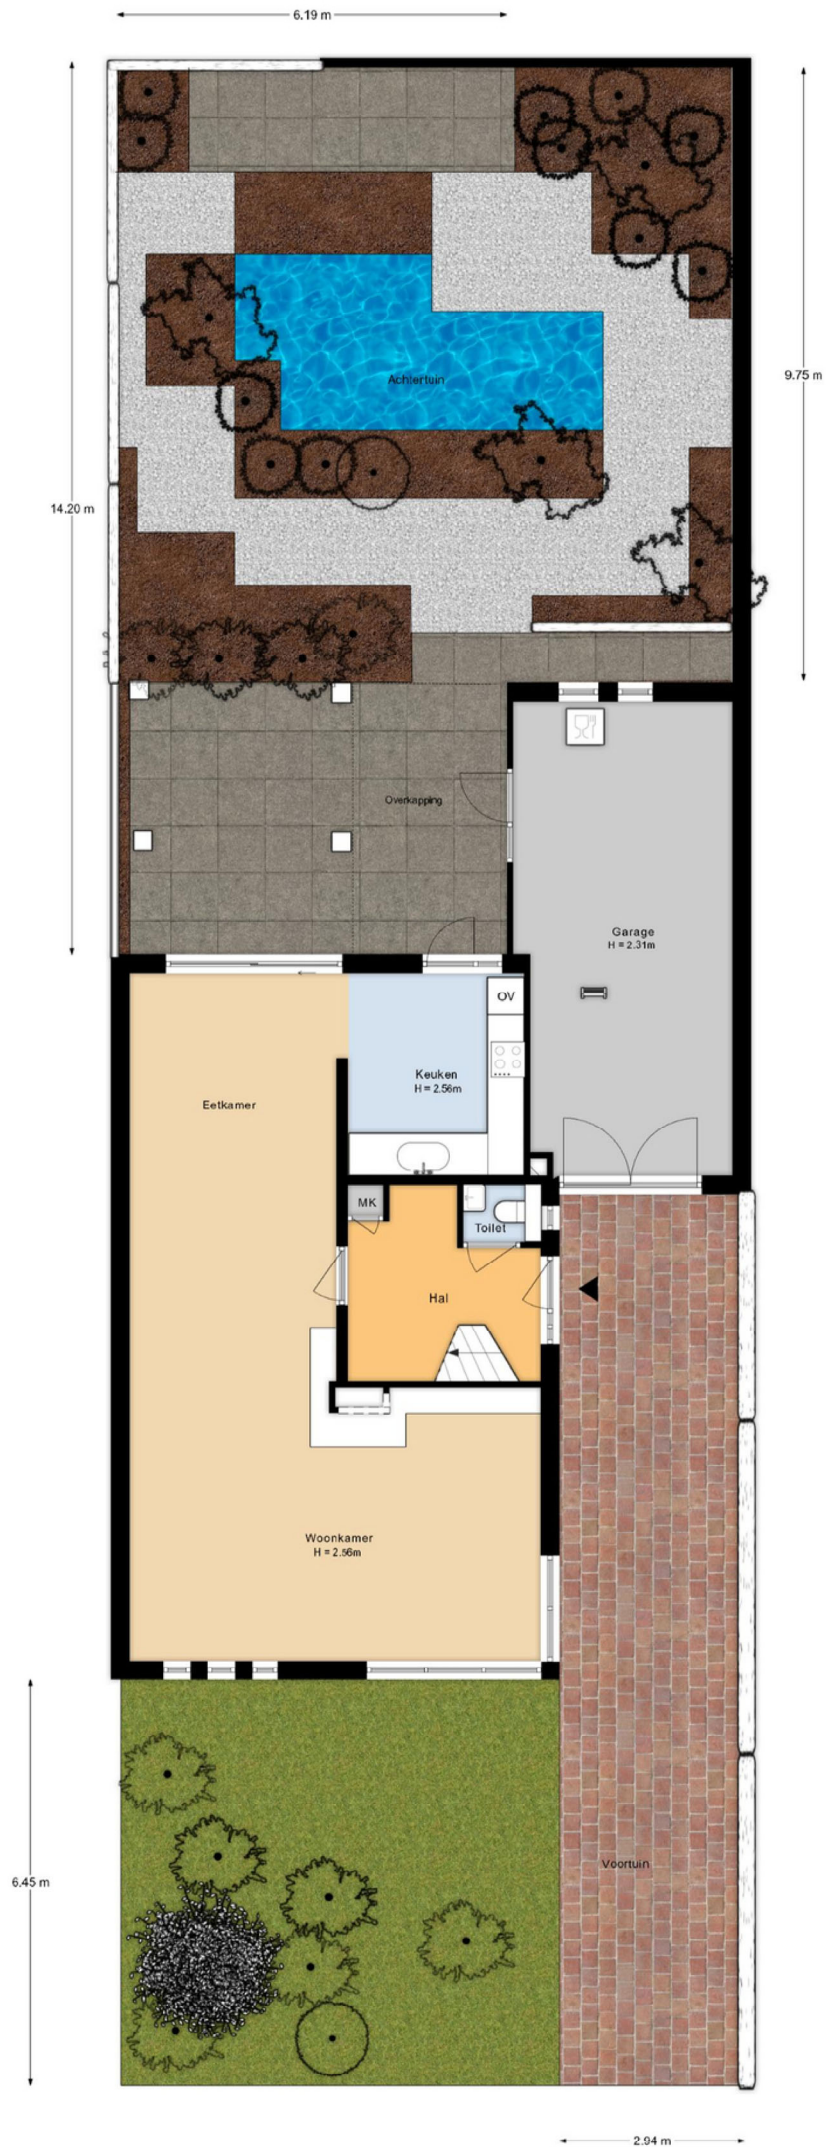 6.19 m
9.75 m
Achtertuin
14.20 m
Overkapping
Garage
H = 2.31m
OV
Keuken
H = 2.56m
Eetkamer
MK
Toilet
Hal
Woonkamer
H = 2.56m
Voortuin
6.45 m
2.94 m